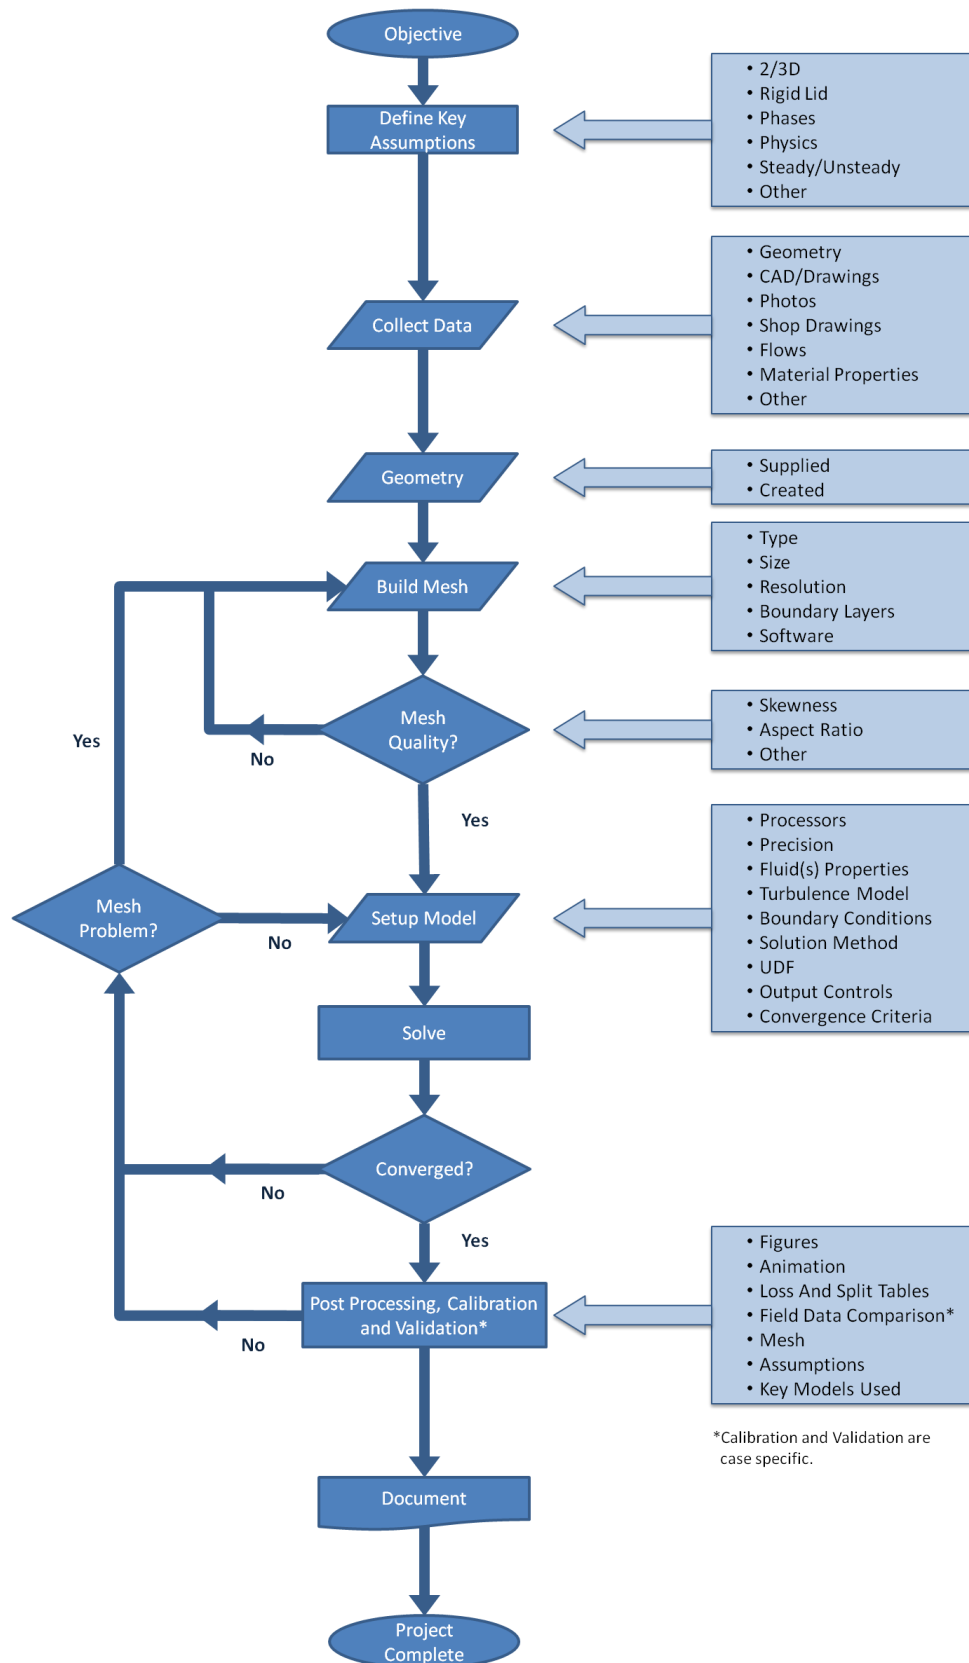 Objective
Define Key
Assumptions
• 2/3D
• Rigid Lid
• Phases
• Physics
• Steady/Unsteady
• Other
Collect Data
• Geometry
• CAD/Drawings
• Photos
• Shop Drawings
• Flows
• Material Properties
• Other
Geometry
• Supplied
• Created
Build Mesh
• Type
• Size
• Resolution
• Boundary Layers
• Software
Mesh
Quality?
• Skewness
• Aspect Ratio
• Other
Yes
No
Yes
Mesh
Problem?
No
Setup Model
• Processors
• Precision
• Fluid(s) Properties
• Turbulence Model
• Boundary Conditions
• Solution Method
• UDF
• Output Controls
• Convergence Criteria
Solve
Converged?
No
Yes
Post Processing, Calibration
and Validation*
No
• Figures
• Animation
• Loss And Split Tables
• Field Data Comparison*
• Mesh
• Assumptions
• Key Models Used
*Calibration and Validation are
case specific.
Document
Project
Complete